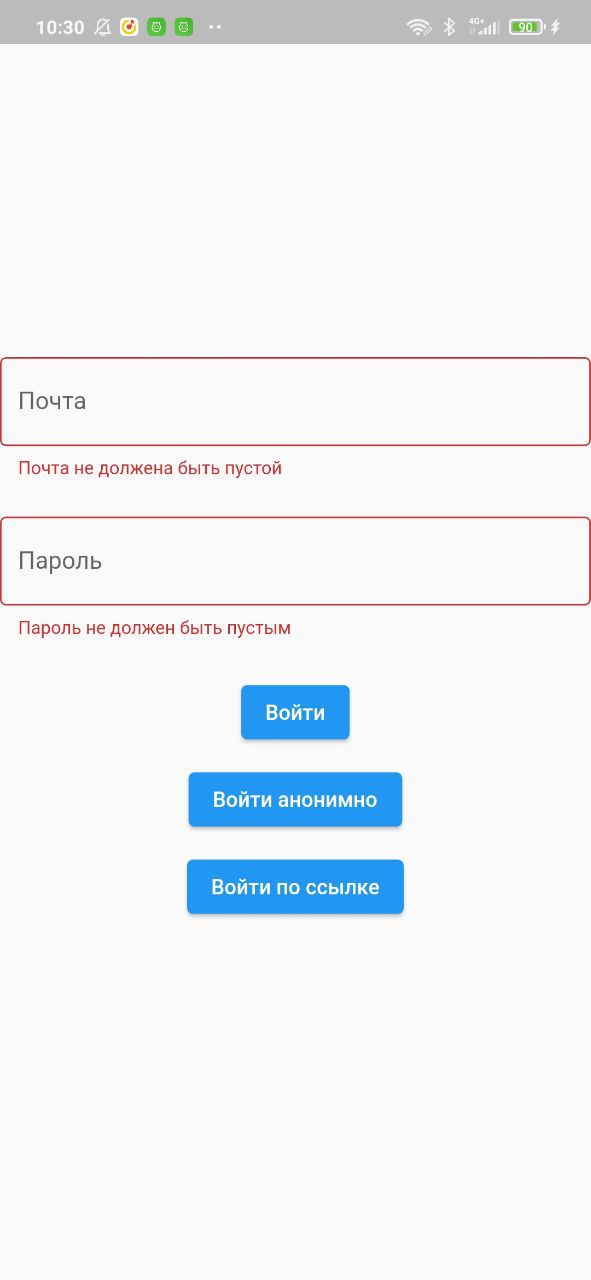 10:30
4G+
90
Почта
Почта не должена быть пустой
Пароль
Пароль не должен быть пустым
Войти
Войти анонимно
Войти по ссылке